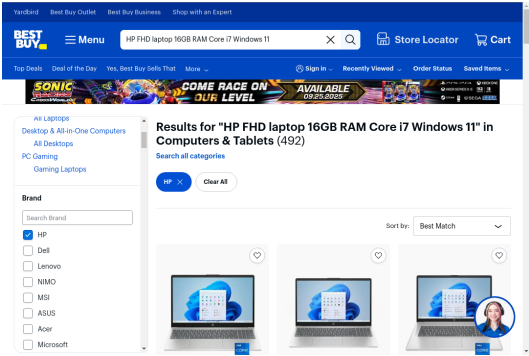 Yardbird Best Buy Outlet Best Buy Business Shop with an Expert
BEST BUY
Menu
HP FHD laptop 16GB RAM Core i7 Windows 11
Store Locator
Cart
Top Deals Deal of the Day Yes, Best Buy Sells That More
Sign in Recently Viewed Order Status Saved Items
SONIC
COME RACE ON
OUR LEVEL
AVAILABLE
09.25.2025
All Laptops
Desktop & All-in-One Computers
All Desktops
PC Gaming
Gaming Laptops
Brand
Search Brand
HP
Dell
Lenovo
NIMO
MSI
ASUS
Acer
Microsoft
Results for "HP FHD laptop 16GB RAM Core i7 Windows 11" in
Computers & Tablets (492)
Search all categories
HP
Clear All
Sort by: Best Match